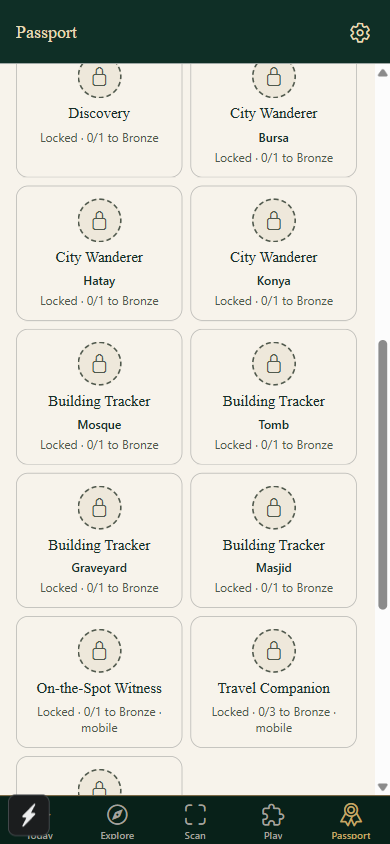 Passport
Discovery
Locked · 0/1 to Bronze
City Wanderer
Bursa
Locked · 0/1 to Bronze
City Wanderer
Hatay
Locked · 0/1 to Bronze
City Wanderer
Konya
Locked · 0/1 to Bronze
Building Tracker
Mosque
Locked · 0/1 to Bronze
Building Tracker
Tomb
Locked · 0/1 to Bronze
Building Tracker
Graveyard
Locked · 0/1 to Bronze
Building Tracker
Masjid
Locked · 0/1 to Bronze
On-the-Spot Witness
Locked · 0/1 to Bronze ·
mobile
Travel Companion
Locked · 0/3 to Bronze ·
mobile
Today
Explore
Scan
Play
Passport